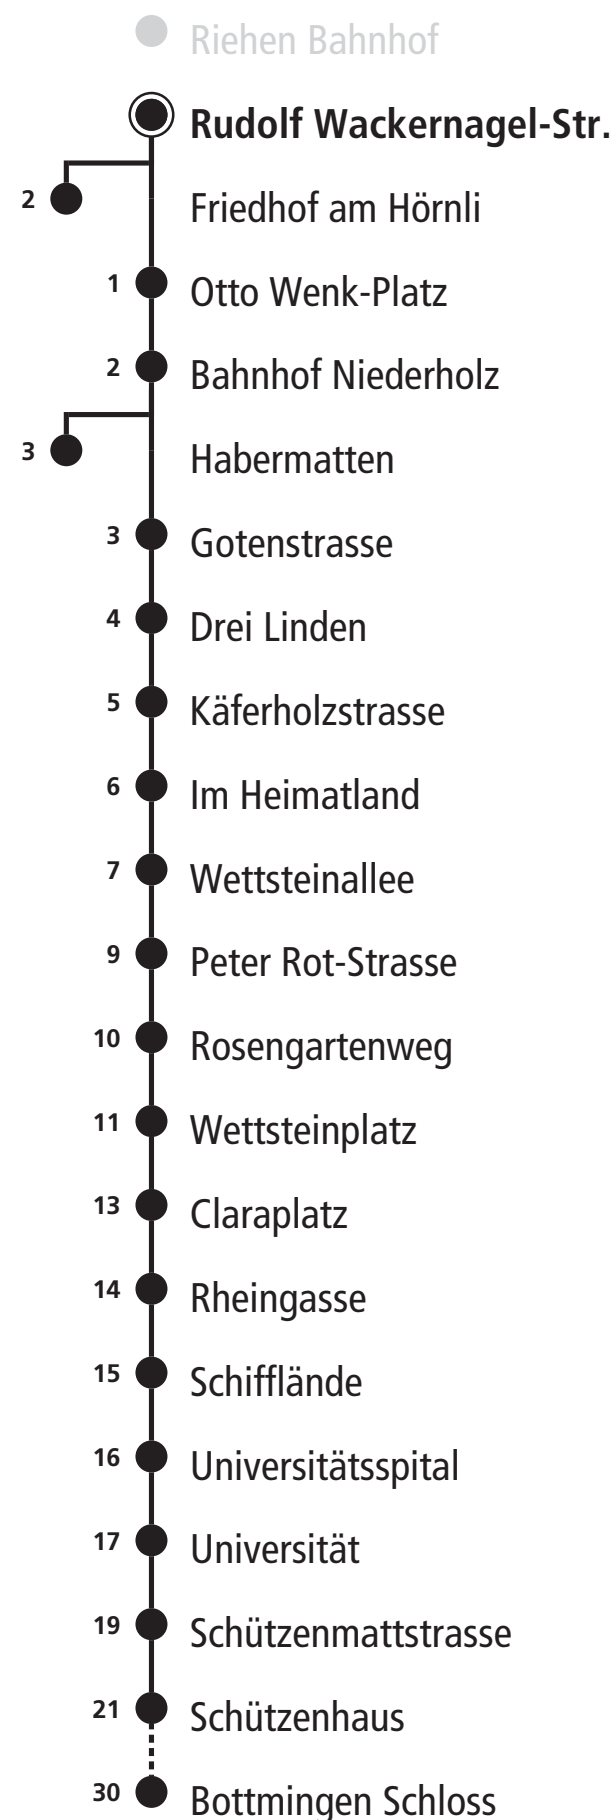 Riehen Bahnhof
Rudolf Wackernagel-Str.
2 Friedhof am Hörnli
1 Otto Wenk-Platz
2 Bahnhof Niederholz
3 Habermatten
3 Gotenstrasse
4 Drei Linden
5 Käferholzstrasse
6 Im Heimatland
7 Wettsteinallee
9 Peter Rot-Strasse
10 Rosengartenweg
11 Wettsteinplatz
13 Claraplatz
14 Rheingasse
15 Schifflände
16 Universitätsspital
17 Universität
19 Schützenmattstrasse
21 Schützenhaus
30 Bottmingen Schloss